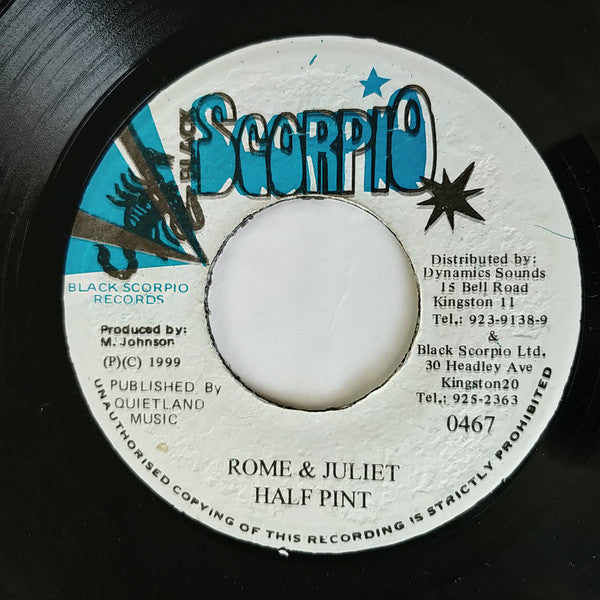 BLACK
SCORPIO
BLACK SCORPIO
RECORDS
Produced by:
M. Johnson
(P)(C) 1999
PUBLISHED By
QUIETLAND
MUSIC
Distributed by:
Dynamics Sounds
15 Bell Road
Kingston 11
Tel.: 923-9138-9
&
Black Scorpio Ltd.
30 Headley Ave
Kingston20
Tel.: 925-2363
0467
ROME & JULIET
HALF PINT
UNAUTHORISED COPYING OF THIS RECORDING IS STRICTLY PROHIBITED